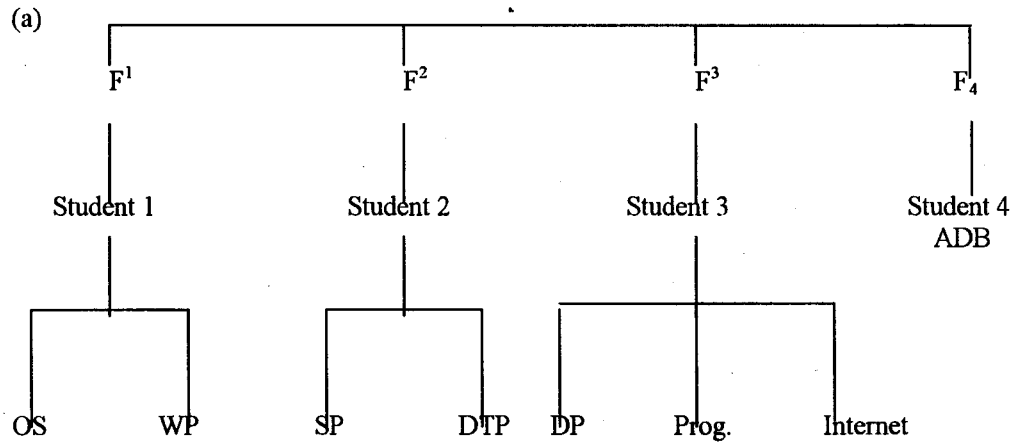 (a)
F¹ F² F³ F₄
Student 1 Student 2 Student 3 Student 4
ADB
OS WP SP DTP DP Prog. Internet